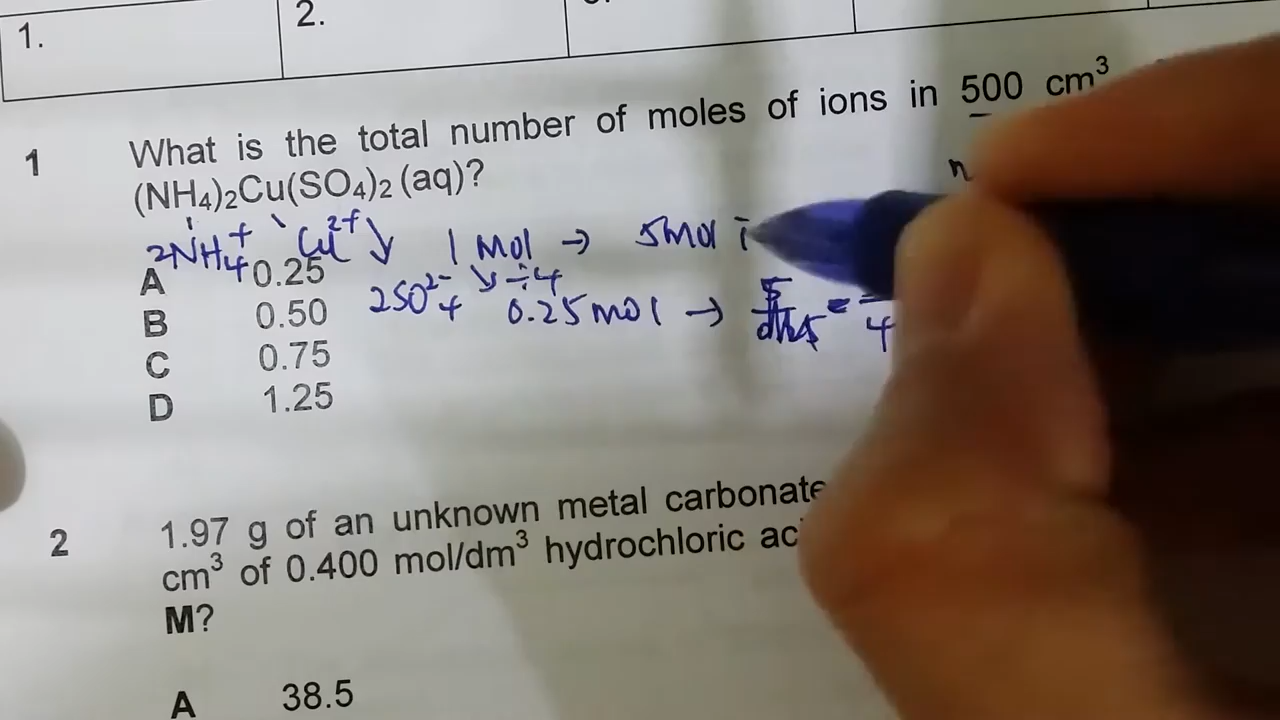 1. 2.
1 What is the total number of moles of ions in 500 cm³
(NH₄)₂Cu(SO₄)₂ (aq)?
2NH₄⁺ Cu²⁺ 1 mol → 5mol i
A 0.25
2SO₄²⁻ ↘ ÷4
B 0.50
0.25 mol → 5 = 4
C 0.75
D 1.25
2 1.97 g of an unknown metal carbonate
cm³ of 0.400 mol/dm³ hydrochloric
M?
A 38.5